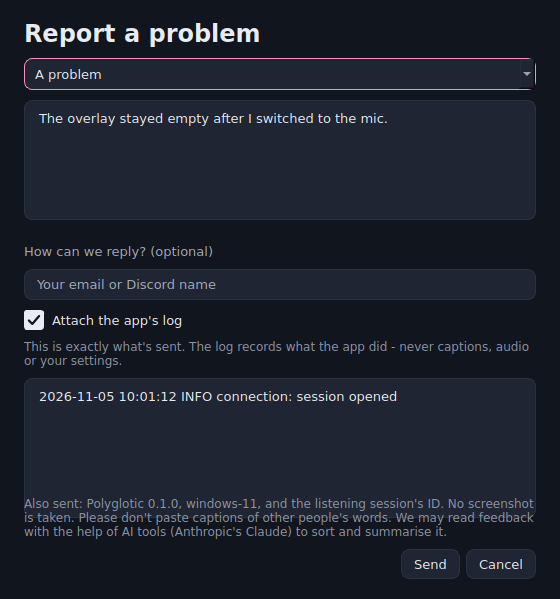 Report a problem
A problem
The overlay stayed empty after I switched to the mic.
How can we reply? (optional)
Your email or Discord name
Attach the app's log
This is exactly what's sent. The log records what the app did - never captions, audio
or your settings.
2026-11-05 10:01:12 INFO connection: session opened
Also sent: Polyglotic 0.1.0, windows-11, and the listening session's ID. No screenshot
is taken. Please don't paste captions of other people's words. We may read feedback
with the help of AI tools (Anthropic's Claude) to sort and summarise it.
Send
Cancel